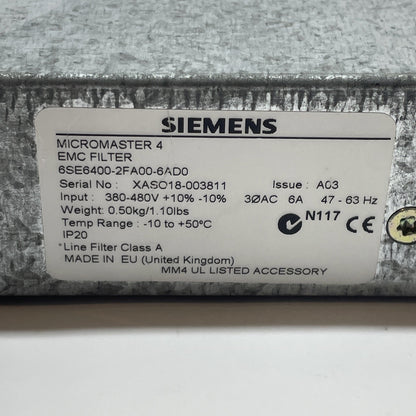 SIEMENS
MICROMASTER 4
EMC FILTER
6SE6400-2FA00-6AD0
Serial No : XASO18-003811 Issue : A03
Input : 380-480V +10% -10% 3ØAC 6A 47 - 63 Hz
Weight: 0.50kg/1.10lbs
N117 CE
Temp Range : -10 to +50°C
IP20
*Line Filter Class A
MADE IN EU (United Kingdom)
MM4 UL LISTED ACCESSORY